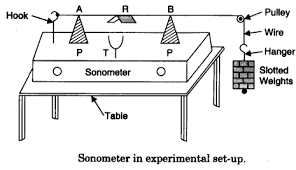 A R B
Pulley
Hook
Wire
P T P
Hanger
Sonometer
Slotted
Weights
Table
Sonometer in experimental set-up.